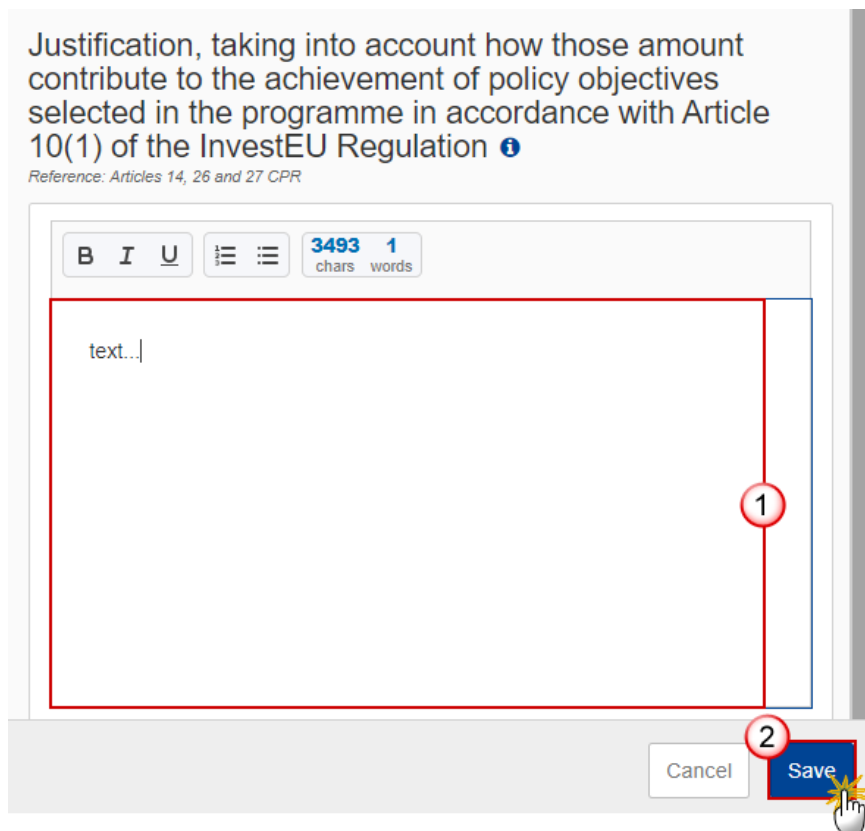 Justification, taking into account how those amount
contribute to the achievement of policy objectives
selected in the programme in accordance with Article
10(1) of the InvestEU Regulation i
Reference: Articles 14, 26 and 27 CPR
B I U 3493 1
chars words
text...
1
2
Cancel Save